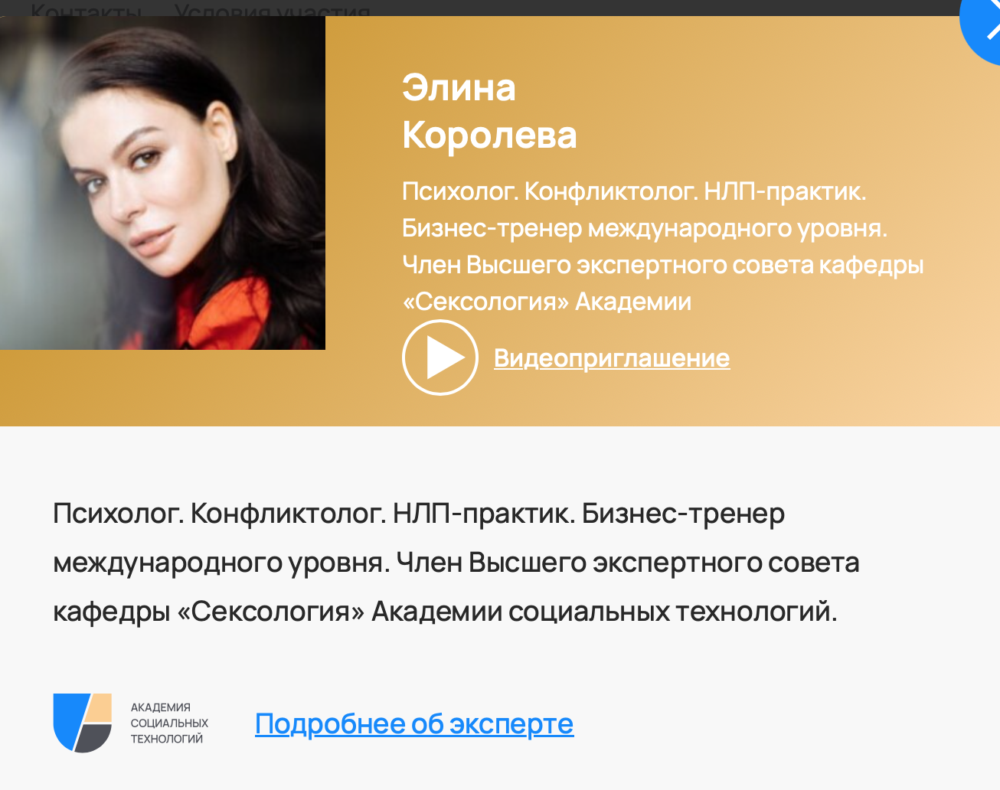 Контакты Условия участия
Элина
Королева
Психолог. Конфликтолог. НЛП-практик.
Бизнес-тренер международного уровня.
Член Высшего экспертного совета кафедры
«Сексология» Академии
Видеоприглашение
Психолог. Конфликтолог. НЛП-практик. Бизнес-тренер
международного уровня. Член Высшего экспертного совета
кафедры «Сексология» Академии социальных технологий.
АКАДЕМИЯ
СОЦИАЛЬНЫХ
ТЕХНОЛОГИЙ
Подробнее об эксперте